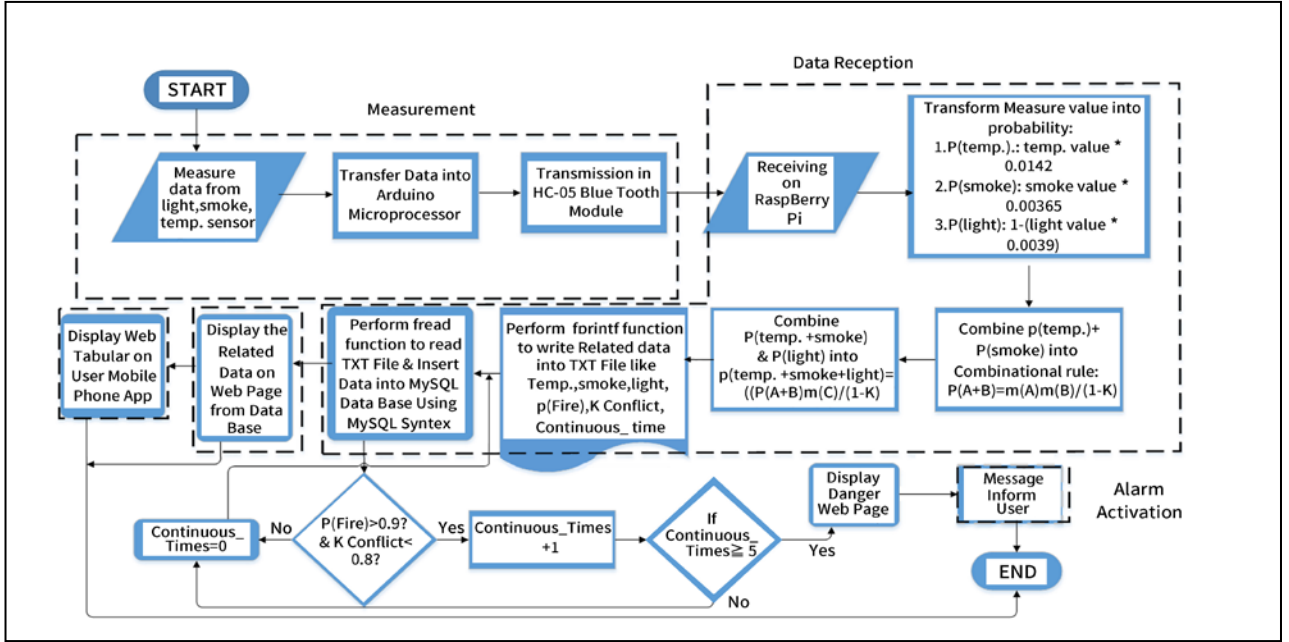 Data Reception
START
Measurement
Measure
data from
light,smoke,
temp. sensor
Transfer Data into
Arduino
Microprocessor
Transmission in
HC-05 Blue Tooth
Module
Receiving
on
RaspBerry
Pi
Transform Measure value into
probability:
1.P(temp.).: temp. value *
0.0142
2.P(smoke): smoke value *
0.00365
3.P(light): 1-(light value *
0.0039)
Display Web
Tabular on
User Mobile
Phone App
Display the
Related
Data on
Web Page
from Data
Base
Perform fread
function to read
TXT File & Insert
Data into MySQL
Data Base Using
MySQL Syntex
Perform forintf function
to write Related data
into TXT File like
Temp.,smoke,light,
p(Fire),K Conflict,
Continuous_ time
Combine
P(temp. +smoke)
& P(light) into
p(temp. +smoke+light)=
((P(A+B)m(C)/(1-K)
Combine p(temp.)+
P(smoke) into
Combinational rule:
P(A+B)=m(A)m(B)/(1-K)
Continuous_
Times=0
No
P(Fire)>0.9?
& K Conflict<
0.8?
Yes
Continuous_Times
+1
If
Continuous_
Times≧ 5
Yes
No
Display
Danger
Web Page
Message
Inform
User
Alarm
Activation
END